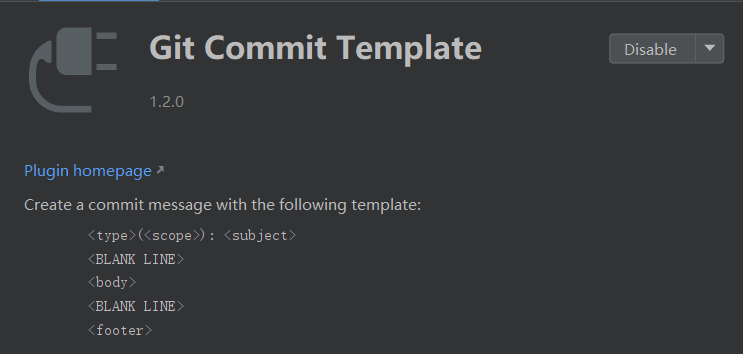 Git Commit Template
Disable
1.2.0
Plugin homepage
Create a commit message with the following template:
<type>(<scope>): <subject>
<BLANK LINE>
<body>
<BLANK LINE>
<footer>